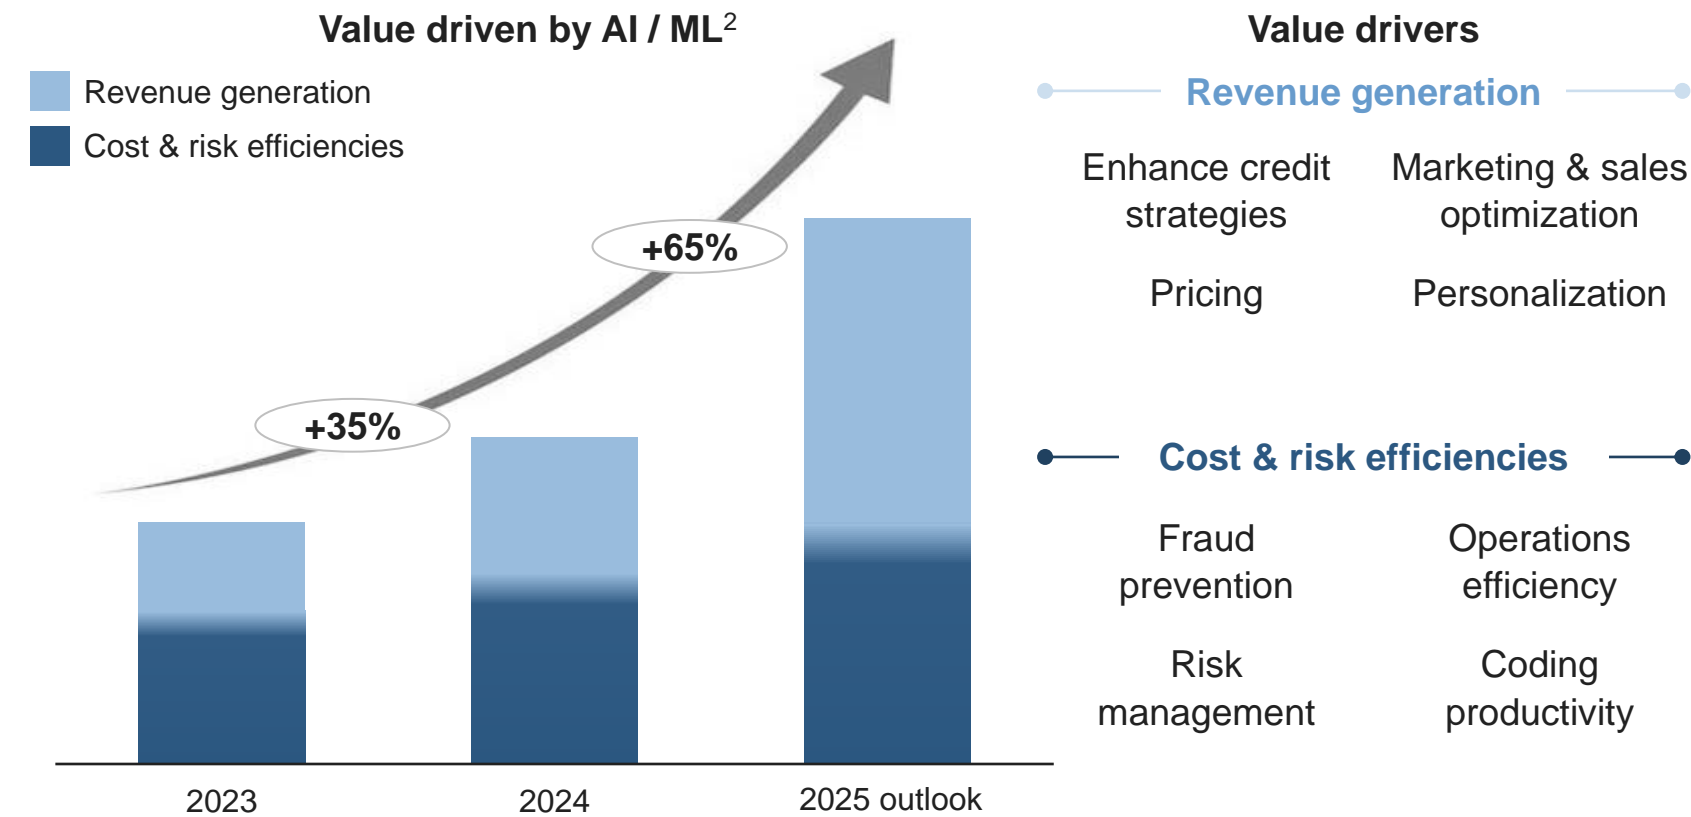 Value driven by AI / ML2
Revenue generation
Cost & risk efficiencies
+65%
+35%
2023
2024
2025 outlook
Value drivers
Revenue generation
Enhance credit
strategies
Marketing & sales
optimization
Pricing
Personalization
Cost & risk efficiencies
Fraud
prevention
Operations
efficiency
Risk
management
Coding
productivity